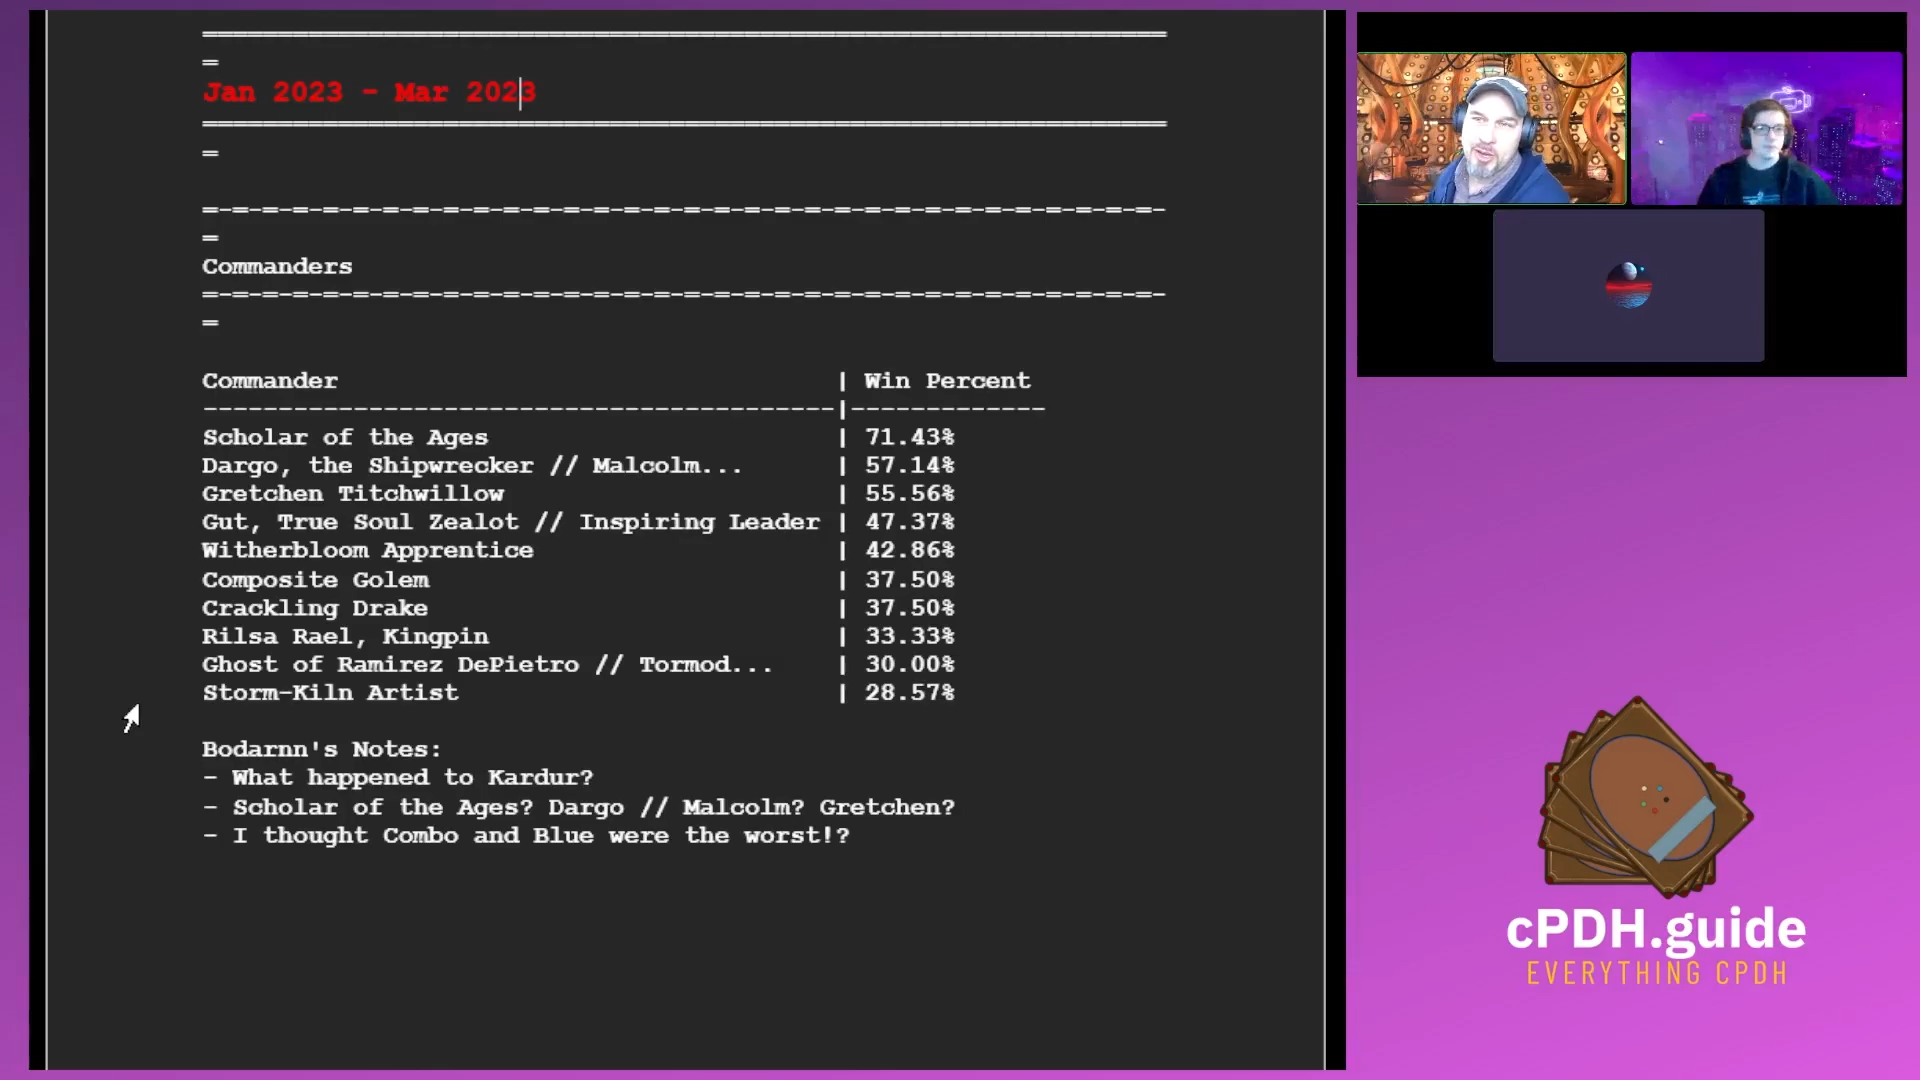 ==============================================================
=
Jan 2023 - Mar 2023
==============================================================
=
=-=-=-=-=-=-=-=-=-=-=-=-=-=-=-=-=-=-=-=-=-=-=-=-=-=-=-=-=-=-=-=-
=
Commanders
=-=-=-=-=-=-=-=-=-=-=-=-=-=-=-=-=-=-=-=-=-=-=-=-=-=-=-=-=-=-=-=-
=
Commander | Win Percent
------------------------------------------|-------------
Scholar of the Ages | 71.43%
Dargo, the Shipwrecker // Malcolm... | 57.14%
Gretchen Titchwillow | 55.56%
Gut, True Soul Zealot // Inspiring Leader | 47.37%
Witherbloom Apprentice | 42.86%
Composite Golem | 37.50%
Crackling Drake | 37.50%
Rilsa Rael, Kingpin | 33.33%
Ghost of Ramirez DePietro // Tormod... | 30.00%
Storm-Kiln Artist | 28.57%
Bodarnn's Notes:
- What happened to Kardur?
- Scholar of the Ages? Dargo // Malcolm? Gretchen?
- I thought Combo and Blue were the worst!?
cPDH.guide
EVERYTHING CPDH